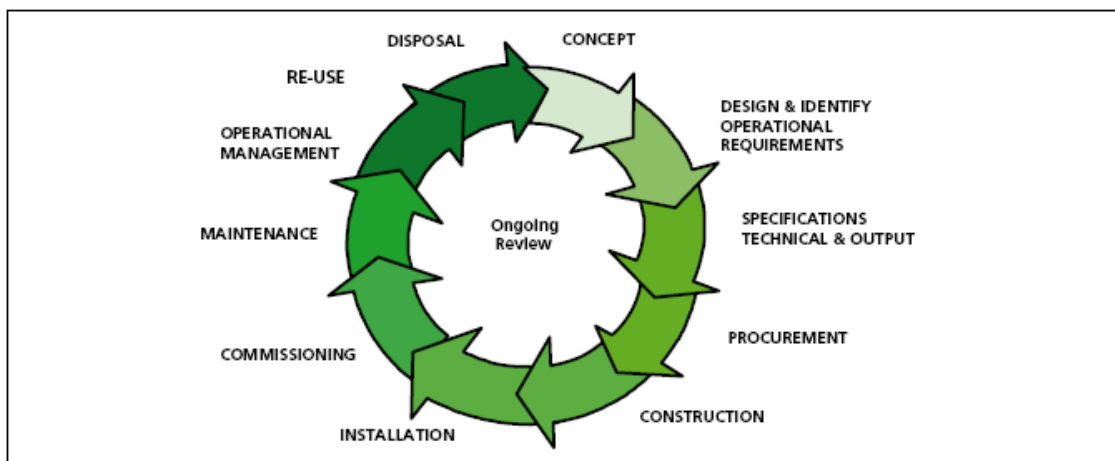 CONCEPT
DESIGN & IDENTIFY
OPERATIONAL
REQUIREMENTS
SPECIFICATIONS
TECHNICAL & OUTPUT
PROCUREMENT
CONSTRUCTION
INSTALLATION
COMMISSIONING
MAINTENANCE
OPERATIONAL
MANAGEMENT
RE-USE
DISPOSAL
Ongoing
Review